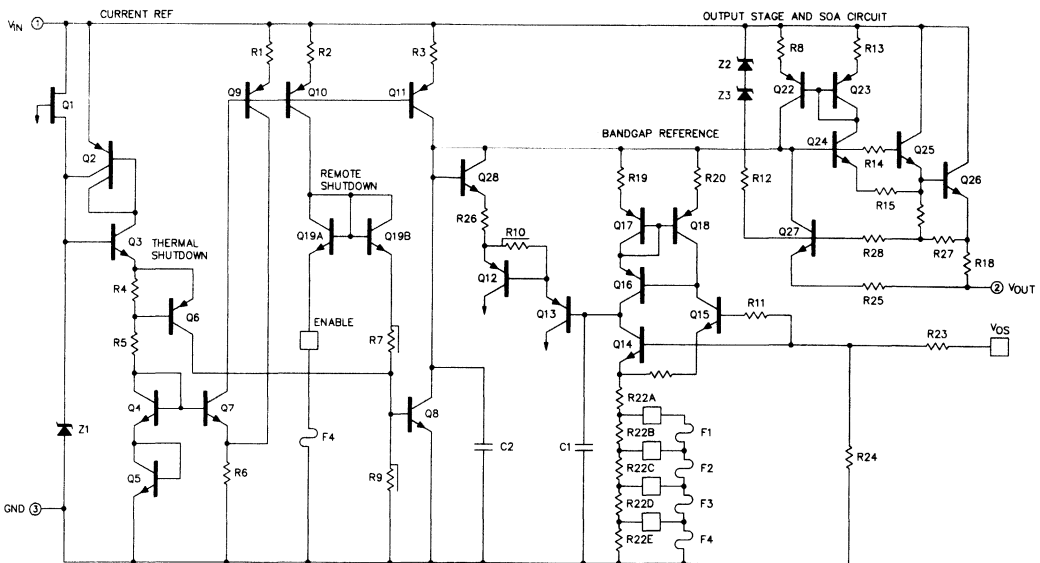 CURRENT REF
OUTPUT STAGE AND SOA CIRCUIT
VIN 1
R1
R2
R3
Z2
R8
R13
Z3
Q1
Q9
Q10
Q11
Q22
Q23
Q2
BANDGAP REFERENCE
Q24
Q25
R14
Q26
R12
R19
R20
REMOTE
SHUTDOWN
Q28
R15
Q3
THERMAL
SHUTDOWN
Q19A
Q19B
R26
R10
Q17
Q18
Q27
R28
R27
R18
R4
Q12
Q16
R25
2 VOUT
Q6
ENABLE
Q13
Q15
R11
R5
R7
Q14
R23
VOS
Q4
Q7
Q8
R22A
Z1
F4
C2
C1
R22B
F1
R24
Q5
R6
R9
R22C
F2
GND 3
R22D
F3
R22E
F4